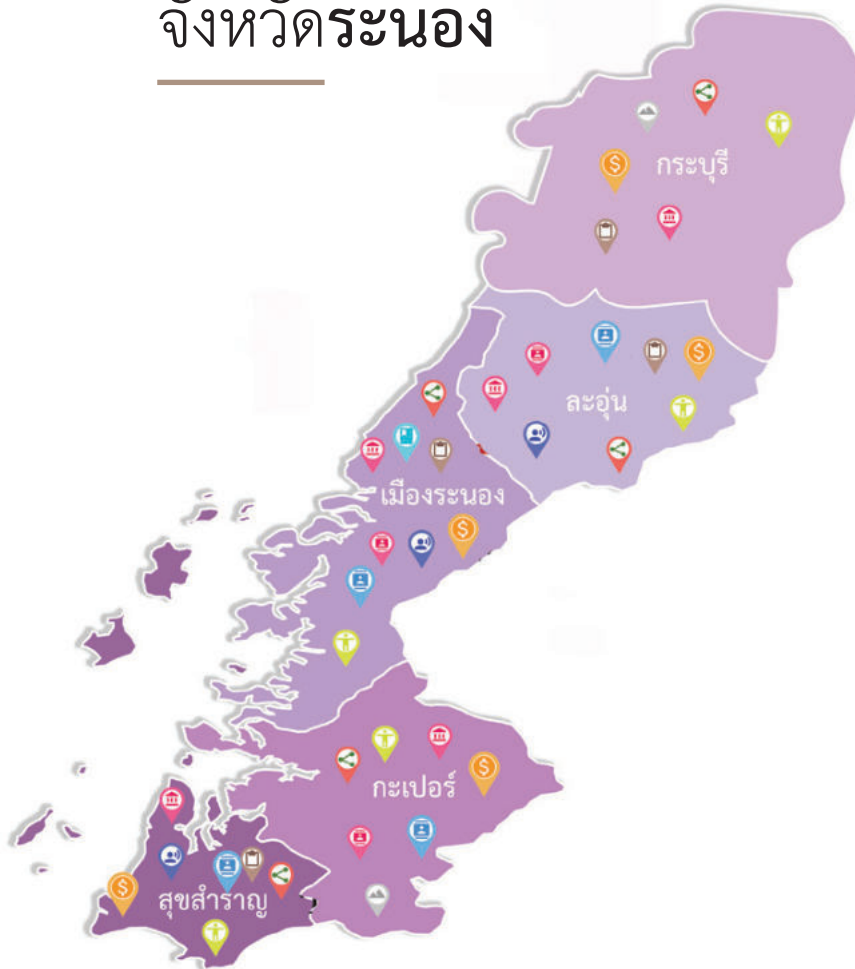 จังหวัดระนอง
กระบุรี
ละอุ่น
เมืองระนอง
กะเปอร์
สุขสำราญ